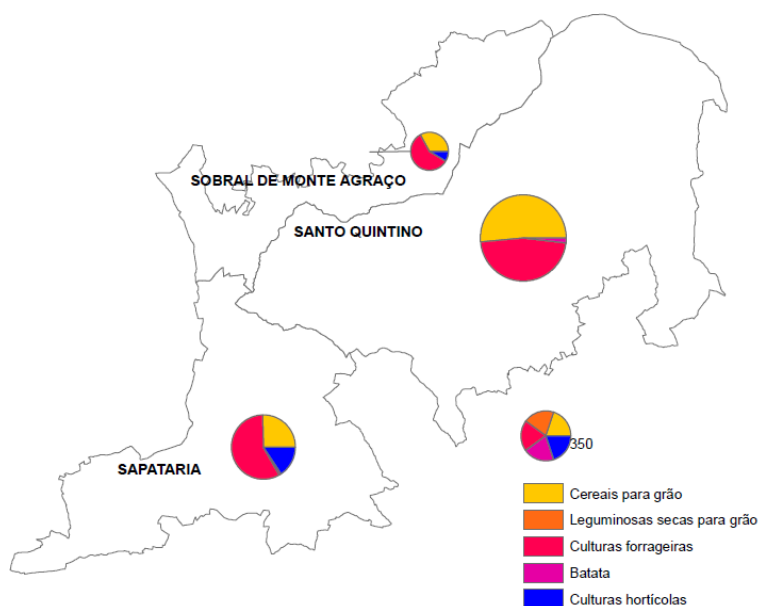 SOBRAL DE MONTE AGRAÇO
SANTO QUINTINO
SAPATARIA
350
Cereais para grão
Leguminosas secas para grão
Culturas forrageiras
Batata
Culturas hortícolas